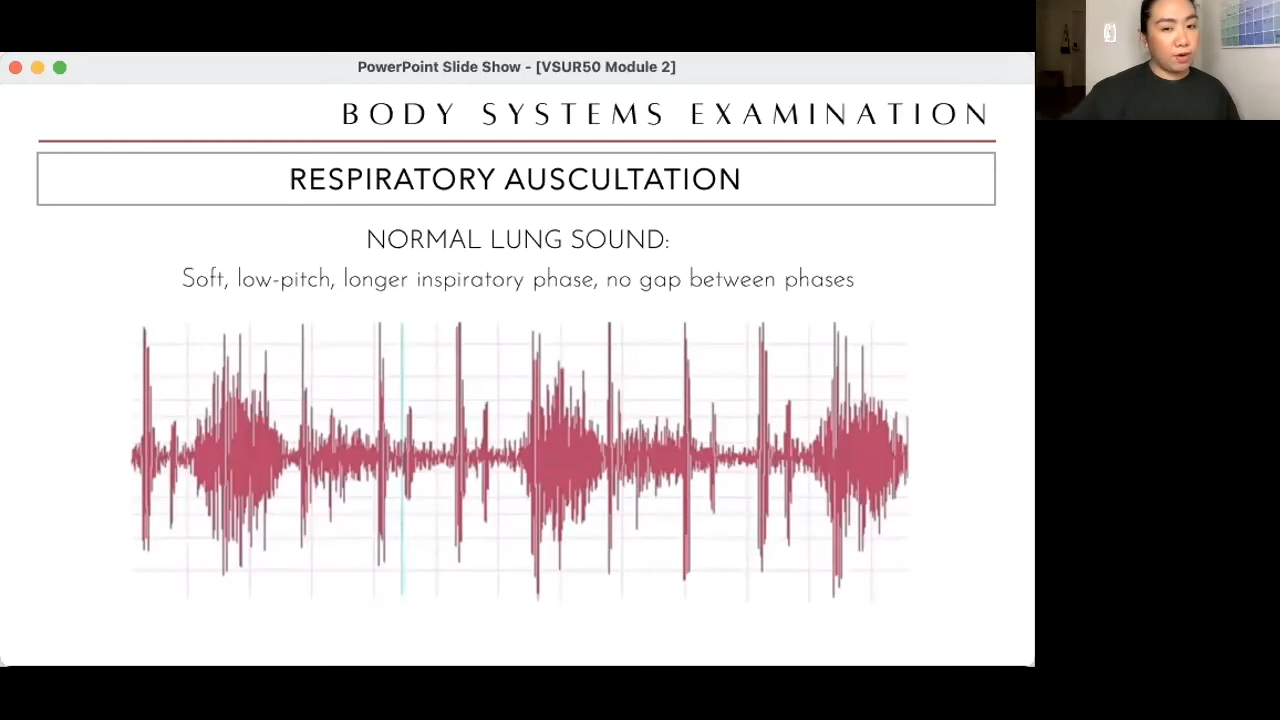 PowerPoint Slide Show - [VSUR50 Module 2]
BODY SYSTEMS EXAMINATION
RESPIRATORY AUSCULTATION
NORMAL LUNG SOUND:
Soft, low-pitch, longer inspiratory phase, no gap between phases